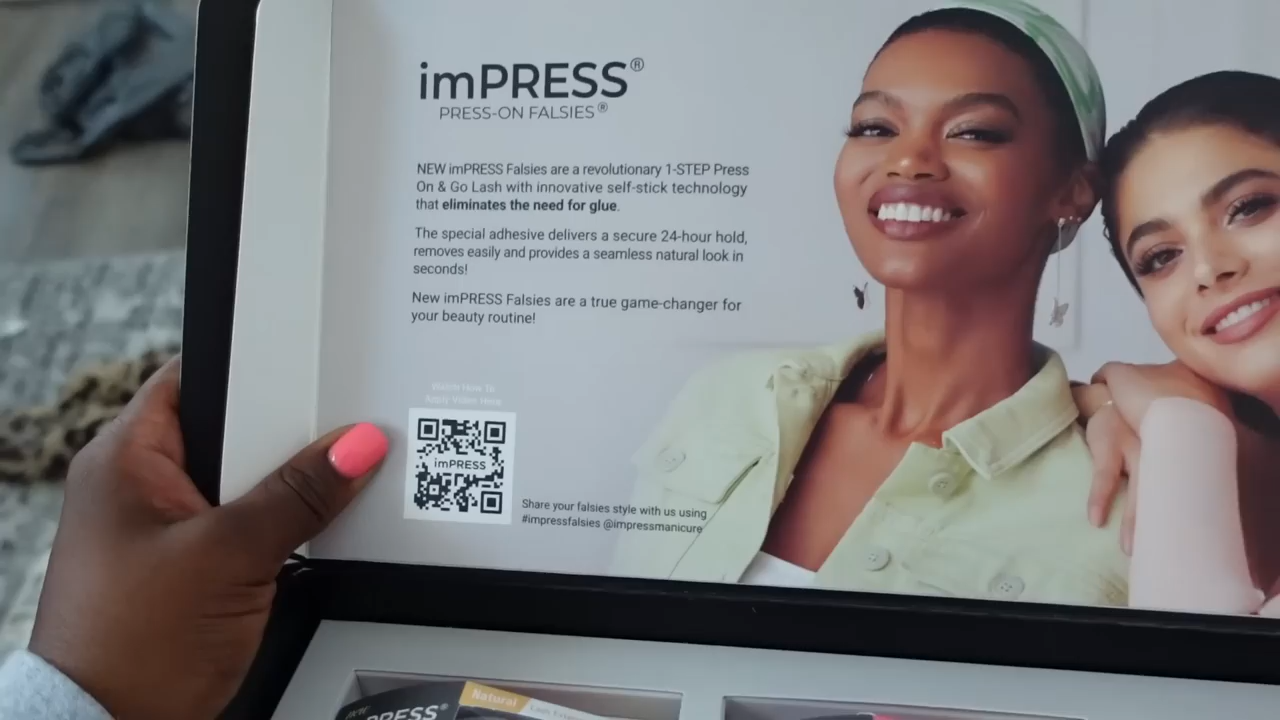 imPRESS®
PRESS-ON FALSIES®
NEW imPRESS Falsies are a revolutionary 1-STEP Press
On & Go Lash with innovative self-stick technology
that eliminates the need for glue.
The special adhesive delivers a secure 24-hour hold,
removes easily and provides a seamless natural look in
seconds!
New imPRESS Falsies are a true game-changer for
your beauty routine!
Watch How To
Apply Video Here
imPRESS
Share your falsies style with us using
#impressfalsies @impressmanicure
Natural
PRESS®